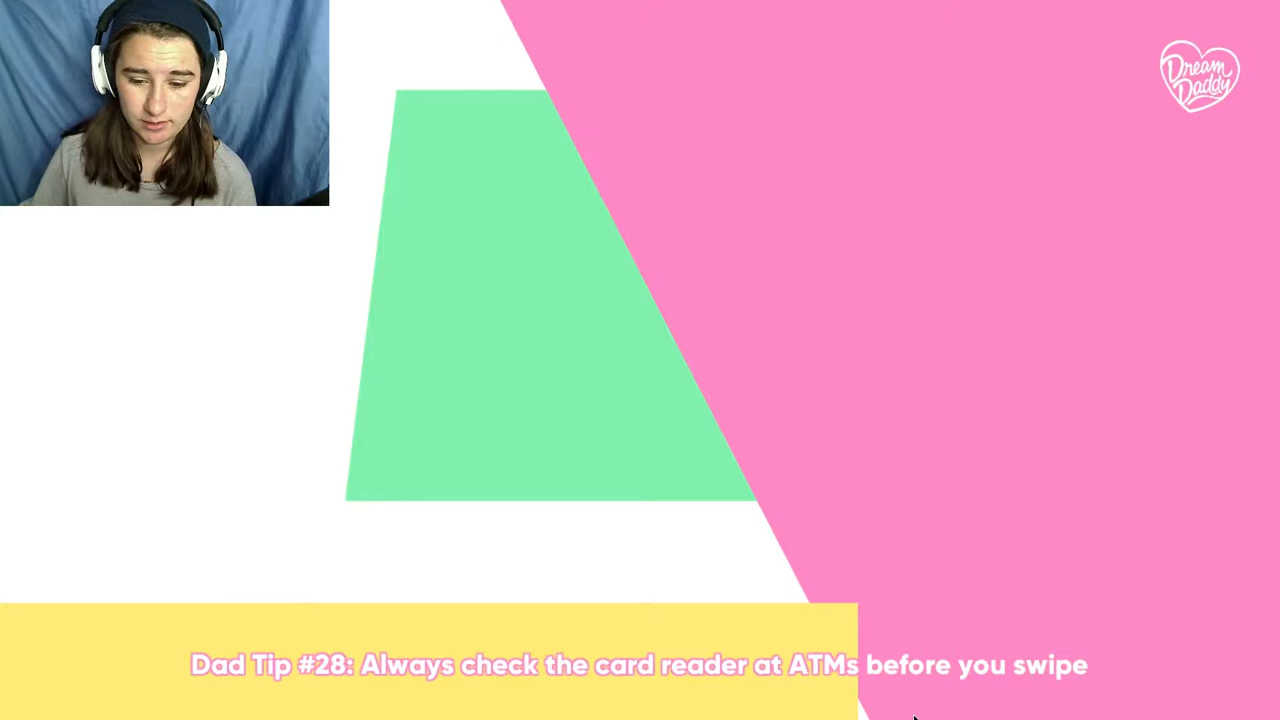 Dream
Daddy
Dad Tip #28: Always check the card reader at ATMs before you swipe